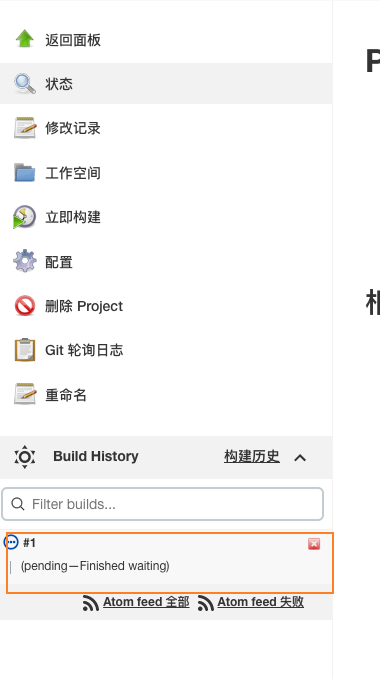 返回面板
状态
修改记录
工作空间
立即构建
配置
删除 Project
Git 轮询日志
重命名
Build History 构建历史
Filter builds...
#1
(pending—Finished waiting)
Atom feed 全部 Atom feed 失败